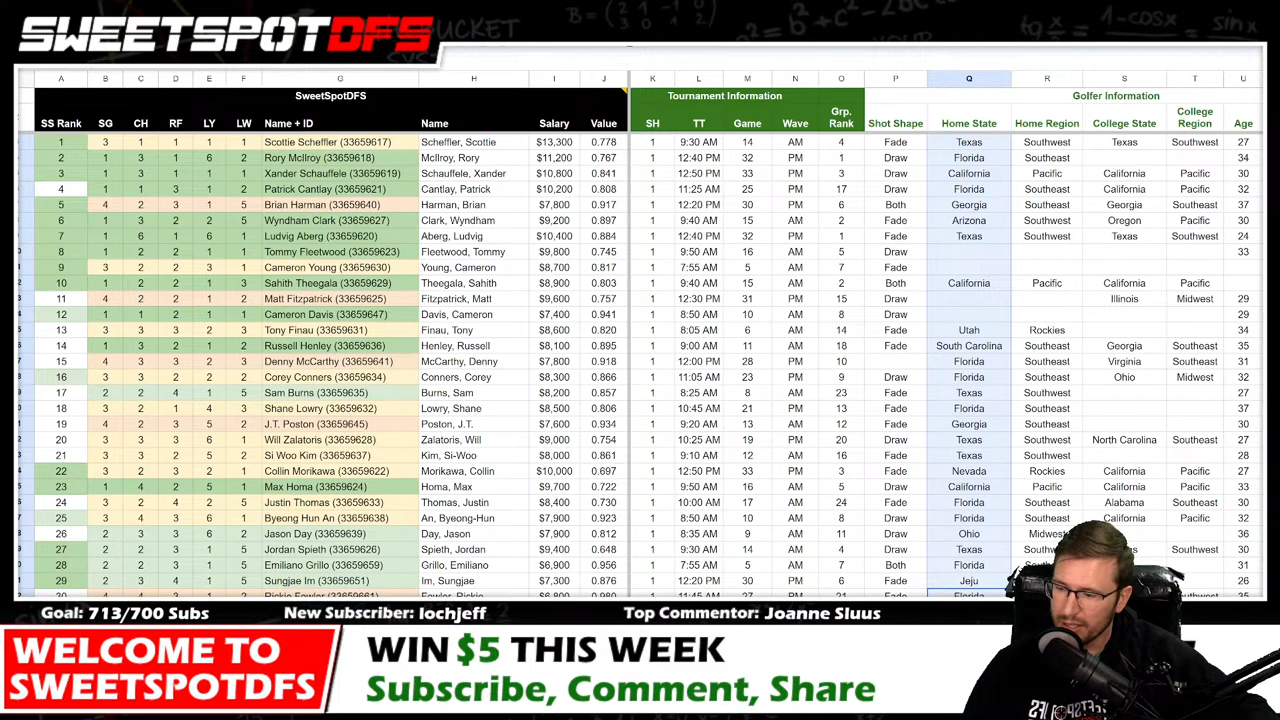 SWEETSPOTDFS
A B C D E F G H I J K L M N O P Q R S T U
SweetSpotDFS Tournament Information Golfer Information
SS Rank SG CH RF LY LW Name + ID Name Salary Value SH TT Game Wave Grp. Rank Shot Shape Home State Home Region College State College Region Age
1 3 1 1 1 1 Scottie Scheffler (33659617) Scheffler, Scottie $13,300 0.778 1 9:30 AM 14 AM 4 Fade Texas Southwest Texas Southwest 27
2 1 3 1 6 2 Rory McIlroy (33659618) McIlroy, Rory $11,200 0.767 1 12:40 PM 32 PM 1 Draw Florida Southeast 34
3 1 3 1 1 1 Xander Schauffele (33659619) Schauffele, Xander $10,800 0.841 1 12:50 PM 33 PM 3 Draw California Pacific California Pacific 30
4 1 1 3 1 2 Patrick Cantlay (33659621) Cantlay, Patrick $10,200 0.808 1 11:25 AM 25 PM 17 Draw Florida Southeast California Pacific 32
5 4 2 3 1 5 Brian Harman (33659640) Harman, Brian $7,800 0.917 1 12:20 PM 30 PM 6 Both Georgia Southeast Georgia Southeast 37
6 1 3 2 2 5 Wyndham Clark (33659627) Clark, Wyndham $9,200 0.897 1 9:40 AM 15 AM 2 Fade Arizona Southwest Oregon Pacific 30
7 1 6 1 6 1 Ludvig Aberg (33659620) Aberg, Ludvig $10,400 0.884 1 12:40 PM 32 PM 1 Fade Texas Southwest Texas Southwest 24
8 1 2 2 1 1 Tommy Fleetwood (33659623) Fleetwood, Tommy $9,800 0.745 1 9:50 AM 16 AM 5 Draw 33
9 3 2 2 3 1 Cameron Young (33659630) Young, Cameron $8,700 0.817 1 7:55 AM 5 AM 7 Fade
10 3 2 2 1 3 Sahith Theegala (33659629) Theegala, Sahith $8,900 0.803 1 9:40 AM 15 AM 2 Both California Pacific California Pacific
11 4 2 2 1 2 Matt Fitzpatrick (33659625) Fitzpatrick, Matt $9,600 0.757 1 12:30 PM 31 PM 15 Draw Illinois Midwest 29
12 1 1 2 1 1 Cameron Davis (33659647) Davis, Cameron $7,400 0.941 1 8:50 AM 10 AM 8 Draw 29
13 3 3 3 2 3 Tony Finau (33659631) Finau, Tony $8,600 0.820 1 8:05 AM 6 AM 14 Fade Utah Rockies 34
14 1 3 2 1 2 Russell Henley (33659636) Henley, Russell $8,100 0.895 1 9:00 AM 11 AM 18 Fade South Carolina Southeast Georgia Southeast 35
15 4 3 3 2 3 Denny McCarthy (33659641) McCarthy, Denny $7,800 0.918 1 12:00 PM 28 PM 10 Florida Southeast Virginia Southeast 31
16 3 3 2 2 2 Corey Conners (33659634) Conners, Corey $8,300 0.866 1 11:05 AM 23 PM 9 Draw Florida Southeast Ohio Midwest 32
17 2 2 4 1 5 Sam Burns (33659635) Burns, Sam $8,200 0.857 1 8:25 AM 8 AM 23 Draw Texas Southwest 27
18 3 2 1 4 3 Shane Lowry (33659632) Lowry, Shane $8,500 0.806 1 10:45 AM 21 PM 13 Fade Florida Southeast 37
19 4 2 3 5 2 J.T. Poston (33659645) Poston, J.T. $7,600 0.934 1 9:20 AM 13 AM 12 Fade Georgia Southeast 30
20 3 3 3 6 2 Will Zalatoris (33659628) Zalatoris, Will $9,000 0.754 1 10:25 AM 19 PM 20 Draw Texas Southwest North Carolina Southeast 27
21 3 3 2 5 5 Si Woo Kim (33659637) Kim, Si-Woo $8,000 0.861 1 9:10 AM 12 AM 16 Fade Texas Southwest 28
22 3 2 3 2 1 Collin Morikawa (33659622) Morikawa, Collin $10,000 0.697 1 12:50 PM 33 PM 3 Fade Nevada Rockies California Pacific 27
23 1 4 2 5 1 Max Homa (33659624) Homa, Max $9,700 0.722 1 9:50 AM 16 AM 5 Draw California Pacific California Pacific 33
24 3 2 4 2 5 Justin Thomas (33659633) Thomas, Justin $8,400 0.730 1 10:00 AM 17 AM 24 Fade Florida Southeast Alabama Southeast 30
25 3 4 3 6 1 Byeong Hun An (33659638) An, Byeong-Hun $7,900 0.923 1 8:50 AM 10 AM 8 Draw Florida Southeast California Pacific 32
26 2 3 3 6 2 Jason Day (33659639) Day, Jason $7,900 0.812 1 8:35 AM 9 AM 11 Draw Ohio 36
27 2 2 3 1 5 Jordan Spieth (33659626) Spieth, Jordan $9,400 0.648 1 9:30 AM 14 AM 4 Draw Texas Southwest 30
28 2 2 3 1 5 Emiliano Grillo (33659650) Grillo, Emiliano $6,900 0.956 1 7:55 AM 5 AM 7 Both Florida 31
29 2 3 4 1 5 Sungjae Im (33659651) Im, Sungjae $7,300 0.876 1 12:20 PM 30 PM 6 Fade Jeju 26
Goal: 713/700 Subs New Subscriber: lochjeff Top Commentor: Joanne Sluus
WELCOME TO
SWEETSPOTDFS
WIN $5 THIS WEEK
Subscribe, Comment, Share